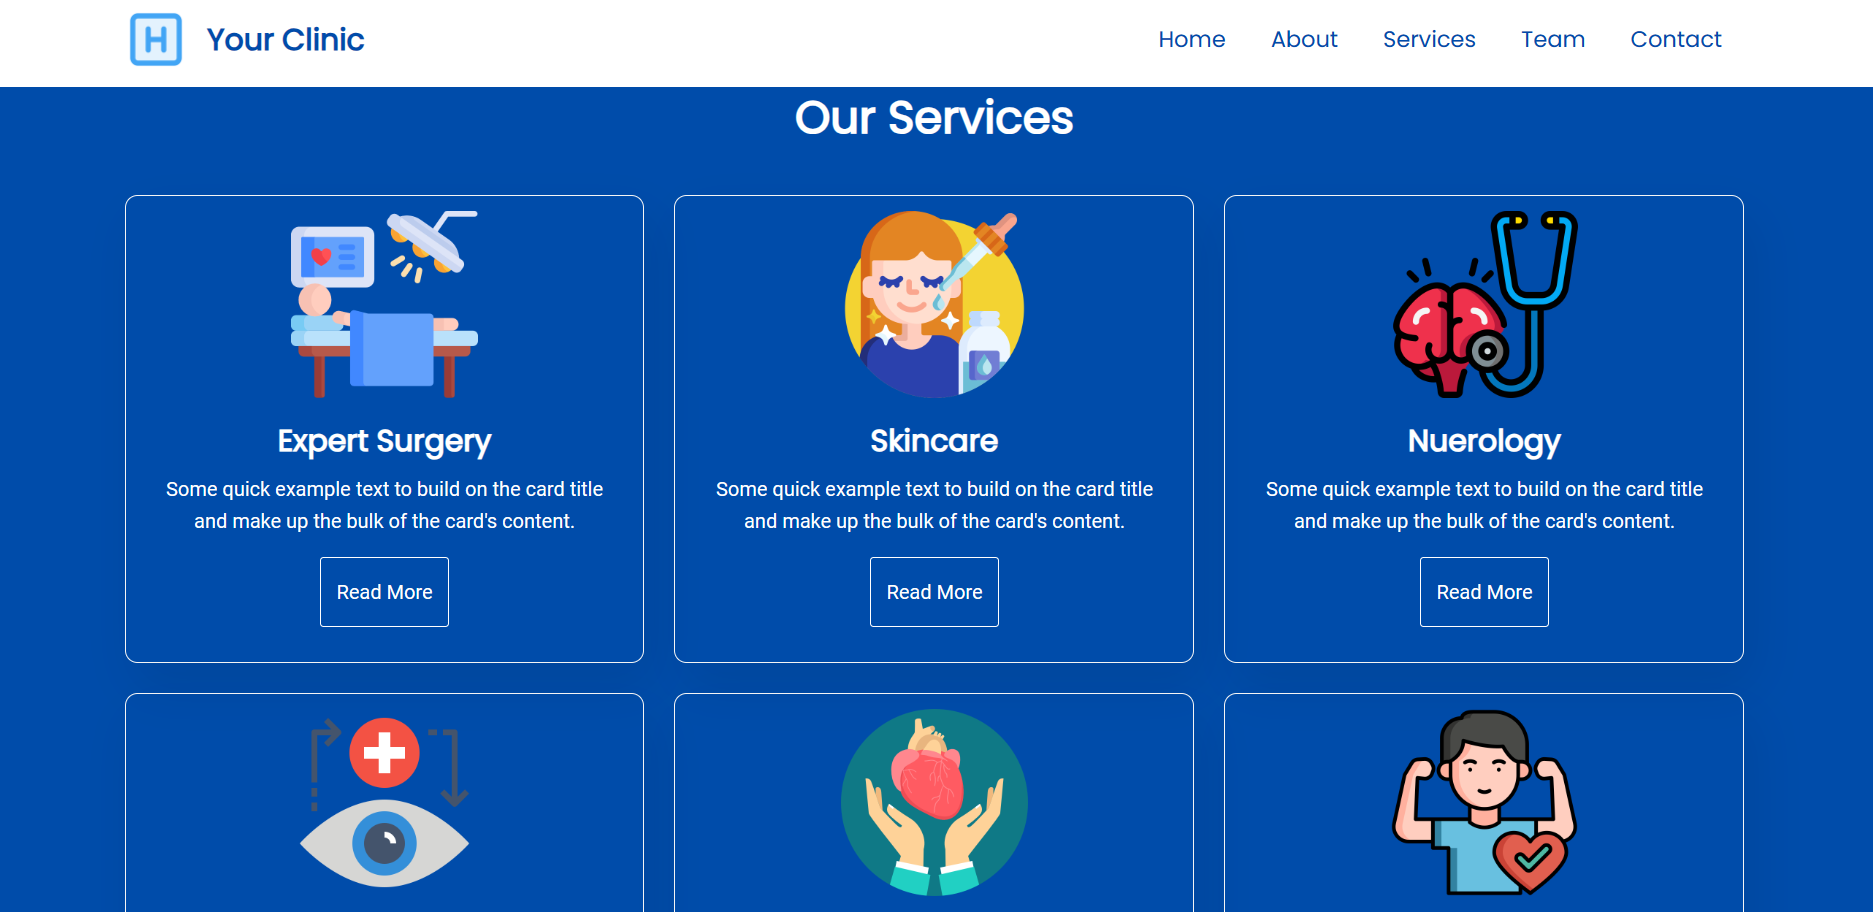 H
Your Clinic
Home
About
Services
Team
Contact
Our Services
Expert Surgery
Some quick example text to build on the card title
and make up the bulk of the card's content.
Read More
Skincare
Some quick example text to build on the card title
and make up the bulk of the card's content.
Read More
Nuerology
Some quick example text to build on the card title
and make up the bulk of the card's content.
Read More